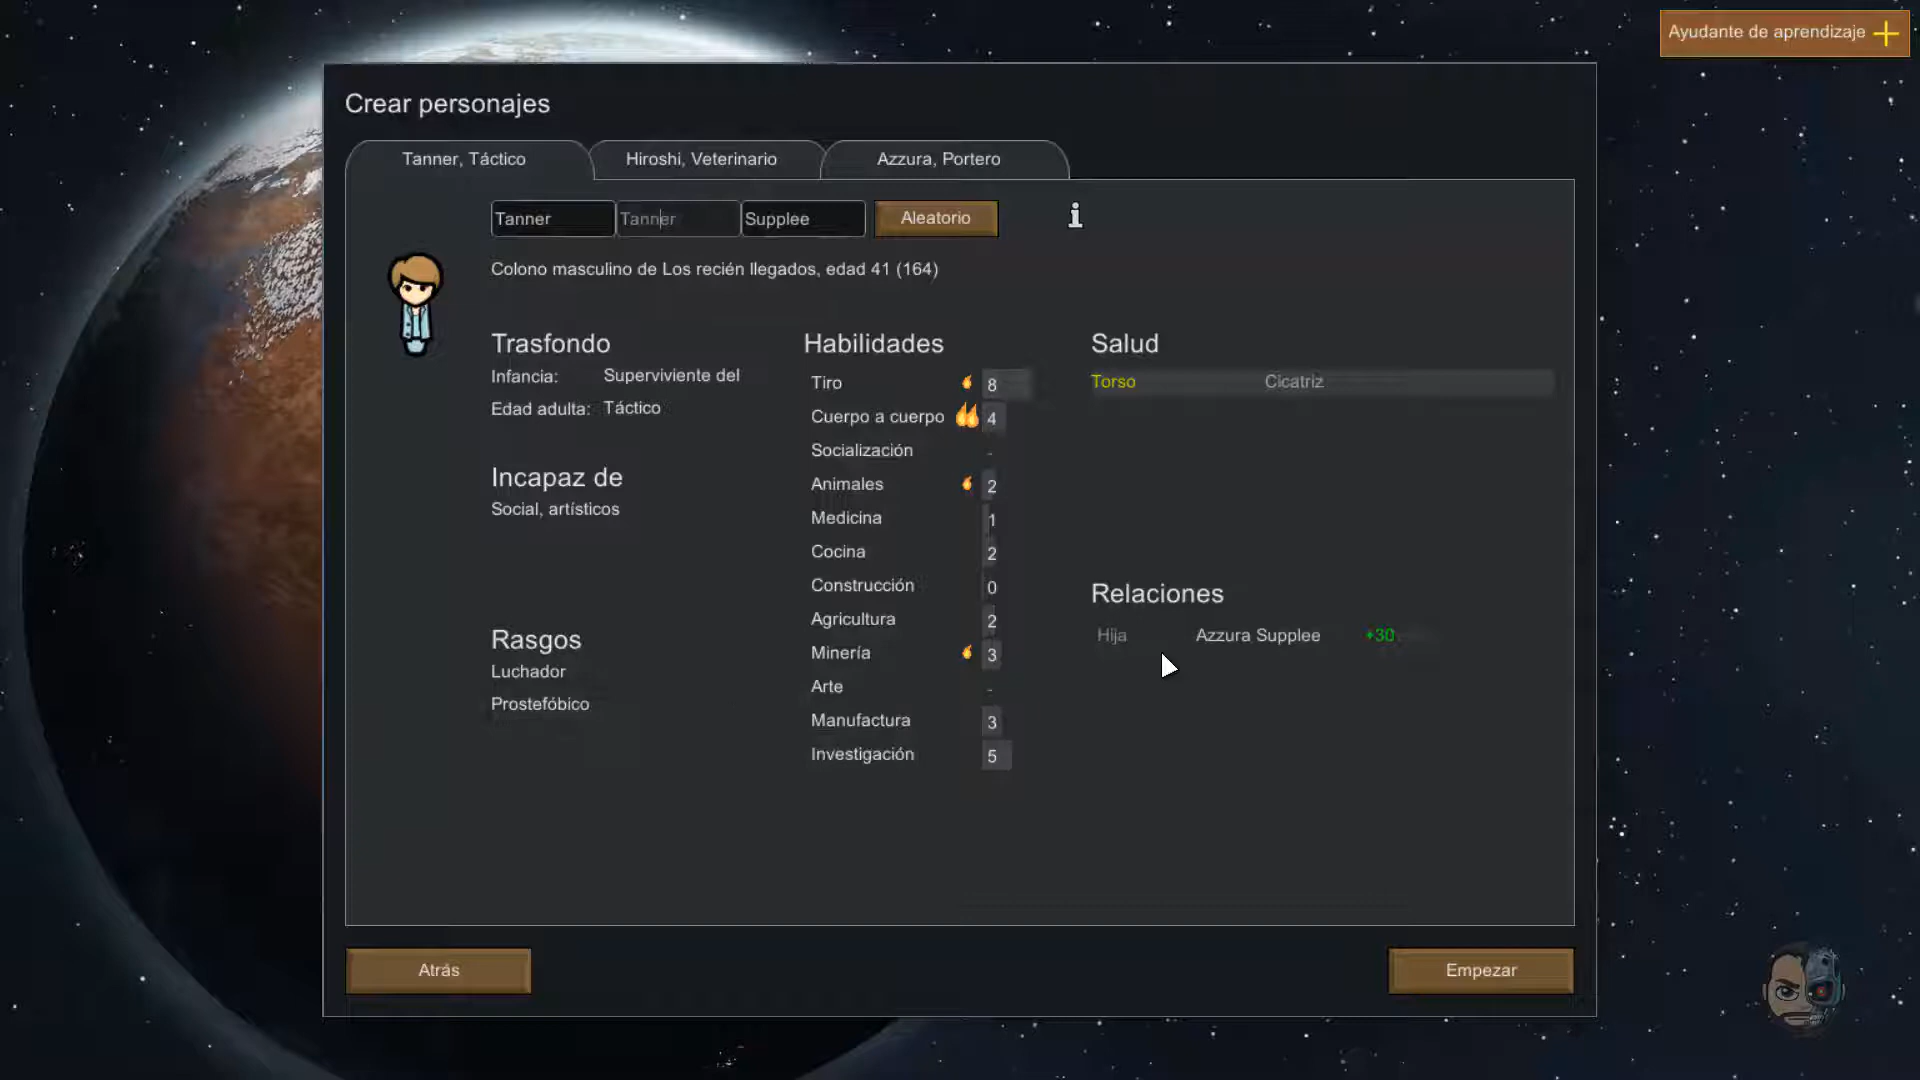 Ayudante de aprendizaje
Crear personajes
Tanner, Táctico
Hiroshi, Veterinario
Azzura, Portero
Tanner
Tanner
Supplee
Aleatorio
Colono masculino de Los recién llegados, edad 41 (164)
Trasfondo
Infancia: Superviviente del
Edad adulta: Táctico
Incapaz de
Social, artísticos
Rasgos
Luchador
Prostefóbico
Habilidades
Tiro 8
Cuerpo a cuerpo 4
Socialización -
Animales 2
Medicina 1
Cocina 2
Construcción 0
Agricultura 2
Minería 3
Arte -
Manufactura 3
Investigación 5
Salud
Torso Cicatriz
Relaciones
Hija Azzura Supplee +30
Atrás
Empezar